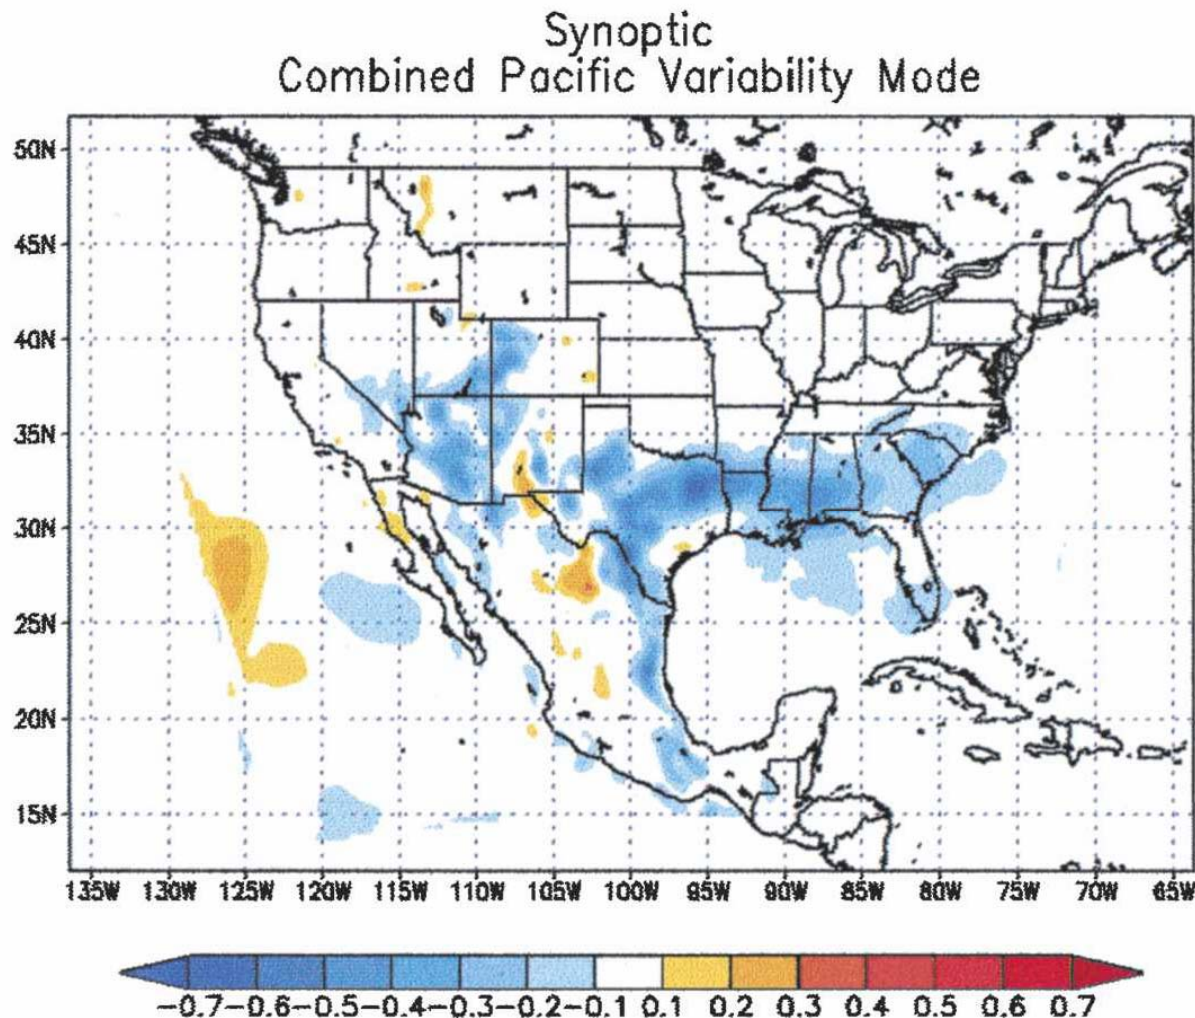 Synoptic
Combined Pacific Variability Mode
50N
45N
40N
35N
30N
25N
20N
15N
135W 130W 125W 120W 115W 110W 105W 100W 95W 90W 85W 80W 75W 70W 65W
-0.7 -0.6 -0.5 -0.4 -0.3 -0.2 -0.1 0.1 0.2 0.3 0.4 0.5 0.6 0.7